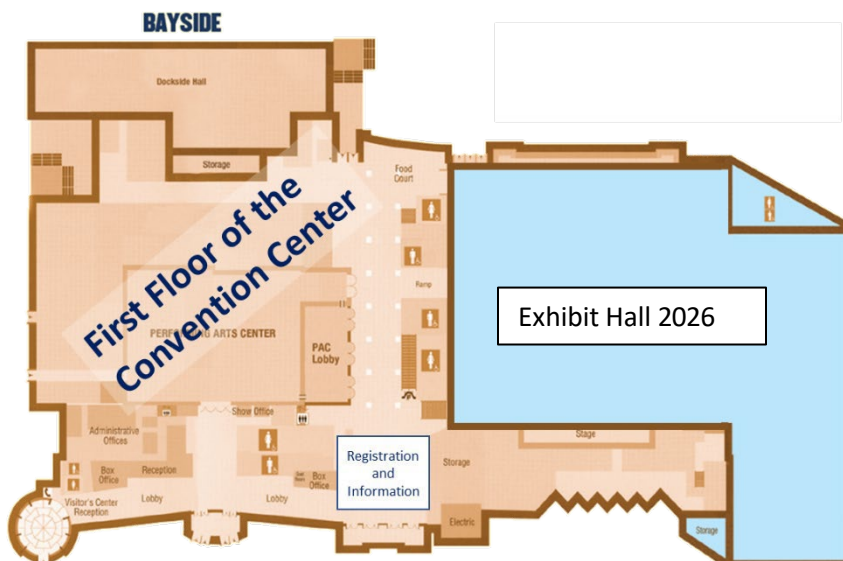 BAYSIDE
Dockside Hall
Storage
Food
Court
First Floor of the
Convention Center
Ramp
Exhibit Hall 2026
PERFORMING ARTS CENTER
PAC
Lobby
Show Office
Administrative
Offices
Stage
Registration
and
Information
Storage
Box
Office
Reception
Box
Office
Visitor's Center
Reception
Lobby
Lobby
Electric
Storage